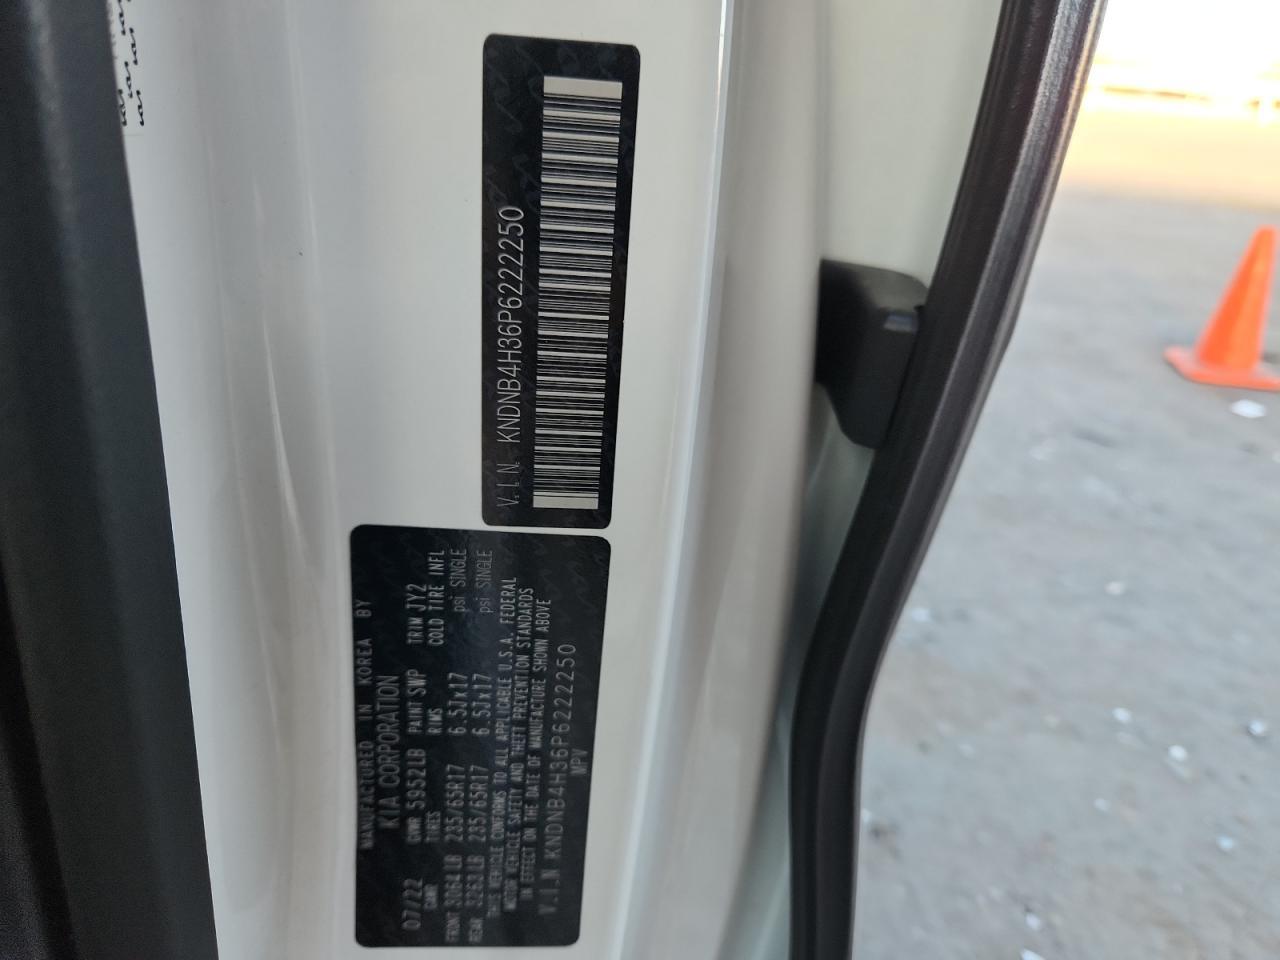 V.I.N KNDNB4H36P6222250
MANUFACTURED IN KOREA BY
KIA CORPORATION
07/22 GVWR 5952LB PAINT SWP TRIM JY2
GAWR TIRES RIMS COLD TIRE INFL
FRONT 3064LB 235/65R17 6.5Jx17 psi SINGLE
REAR 235/65R17 6.5Jx17 psi SINGLE
THIS VEHICLE CONFORMS TO ALL APPLICABLE U.S.A. FEDERAL
MOTOR VEHICLE SAFETY AND THEFT PREVENTION STANDARDS
IN EFFECT ON THE DATE OF MANUFACTURE SHOWN ABOVE
V.I.N KNDNB4H36P6222250
MPV